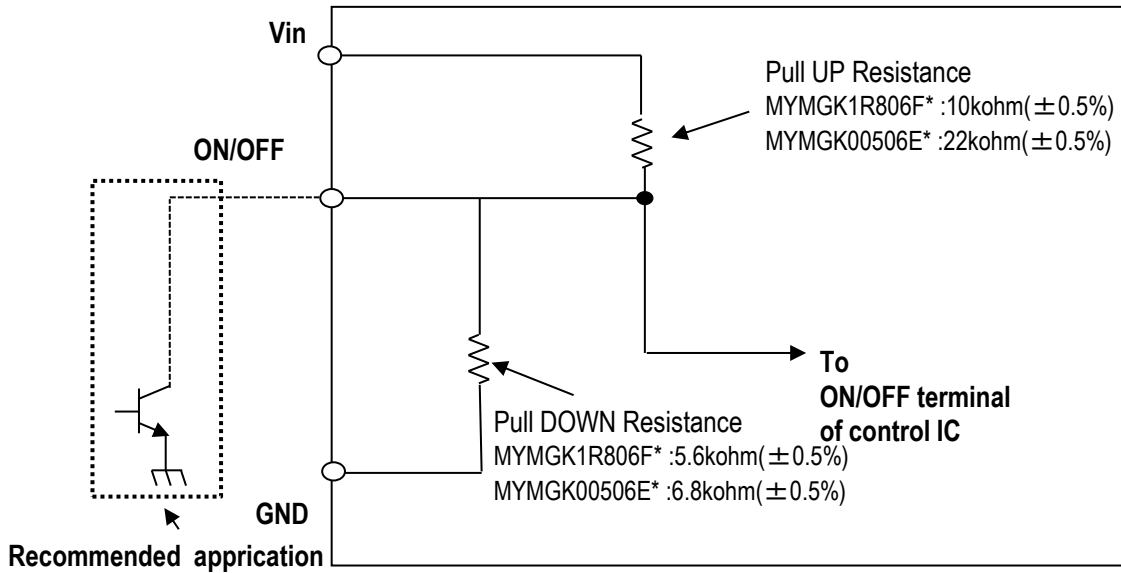 Vin
Pull UP Resistance
MYMGK1R806F* :10kohm(±0.5%)
MYMGK00506E* :22kohm(±0.5%)
ON/OFF
To
ON/OFF terminal
of control IC
Pull DOWN Resistance
MYMGK1R806F* :5.6kohm(±0.5%)
MYMGK00506E* :6.8kohm(±0.5%)
GND
Recommended apprication